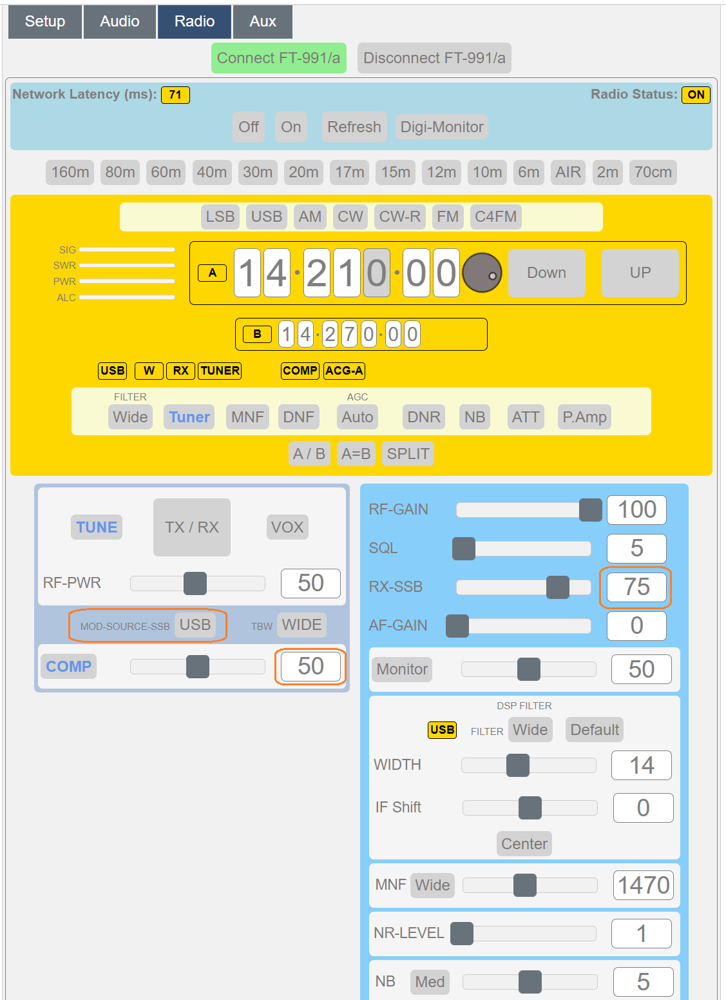 Setup Audio Radio Aux
Connect FT-991/a Disconnect FT-991/a
Network Latency (ms): 71 Radio Status: ON
Off On Refresh Digi-Monitor
160m 80m 60m 40m 30m 20m 17m 15m 12m 10m 6m AIR 2m 70cm
LSB USB AM CW CW-R FM C4FM
SIG
SWR
PWR
ALC
A 14.210.00 Down UP
B 14.270.00
USB W RX TUNER COMP ACG-A
FILTER AGC
Wide Tuner MNF DNF Auto DNR NB ATT P.Amp
A / B A=B SPLIT
TUNE TX / RX VOX
RF-PWR 50
MOD-SOURCE-SSB USB TBW WIDE
COMP 50
RF-GAIN 100
SQL 5
RX-SSB 75
AF-GAIN 0
Monitor 50
DSP FILTER
USB FILTER Wide Default
WIDTH 14
IF Shift 0
Center
MNF Wide 1470
NR-LEVEL 1
NB Med 5